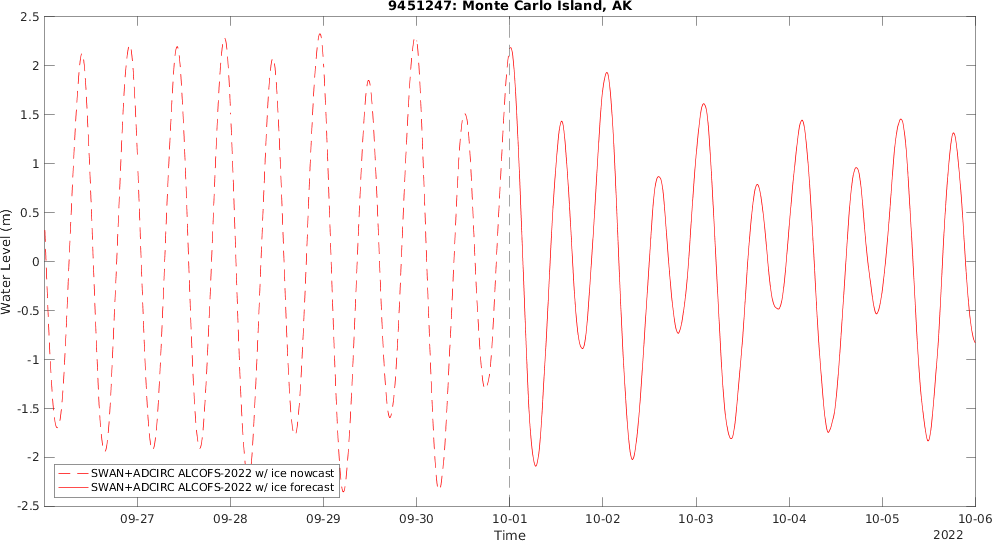 9451247: Monte Carlo Island, AK
2.5
2
1.5
1
0.5
0
-0.5
-1
-1.5
-2
-2.5
Water Level (m)
SWAN+ADCIRC ALCOFS-2022 w/ ice nowcast
SWAN+ADCIRC ALCOFS-2022 w/ ice forecast
09-27 09-28 09-29 09-30 10-01 10-02 10-03 10-04 10-05 10-06
Time
2022